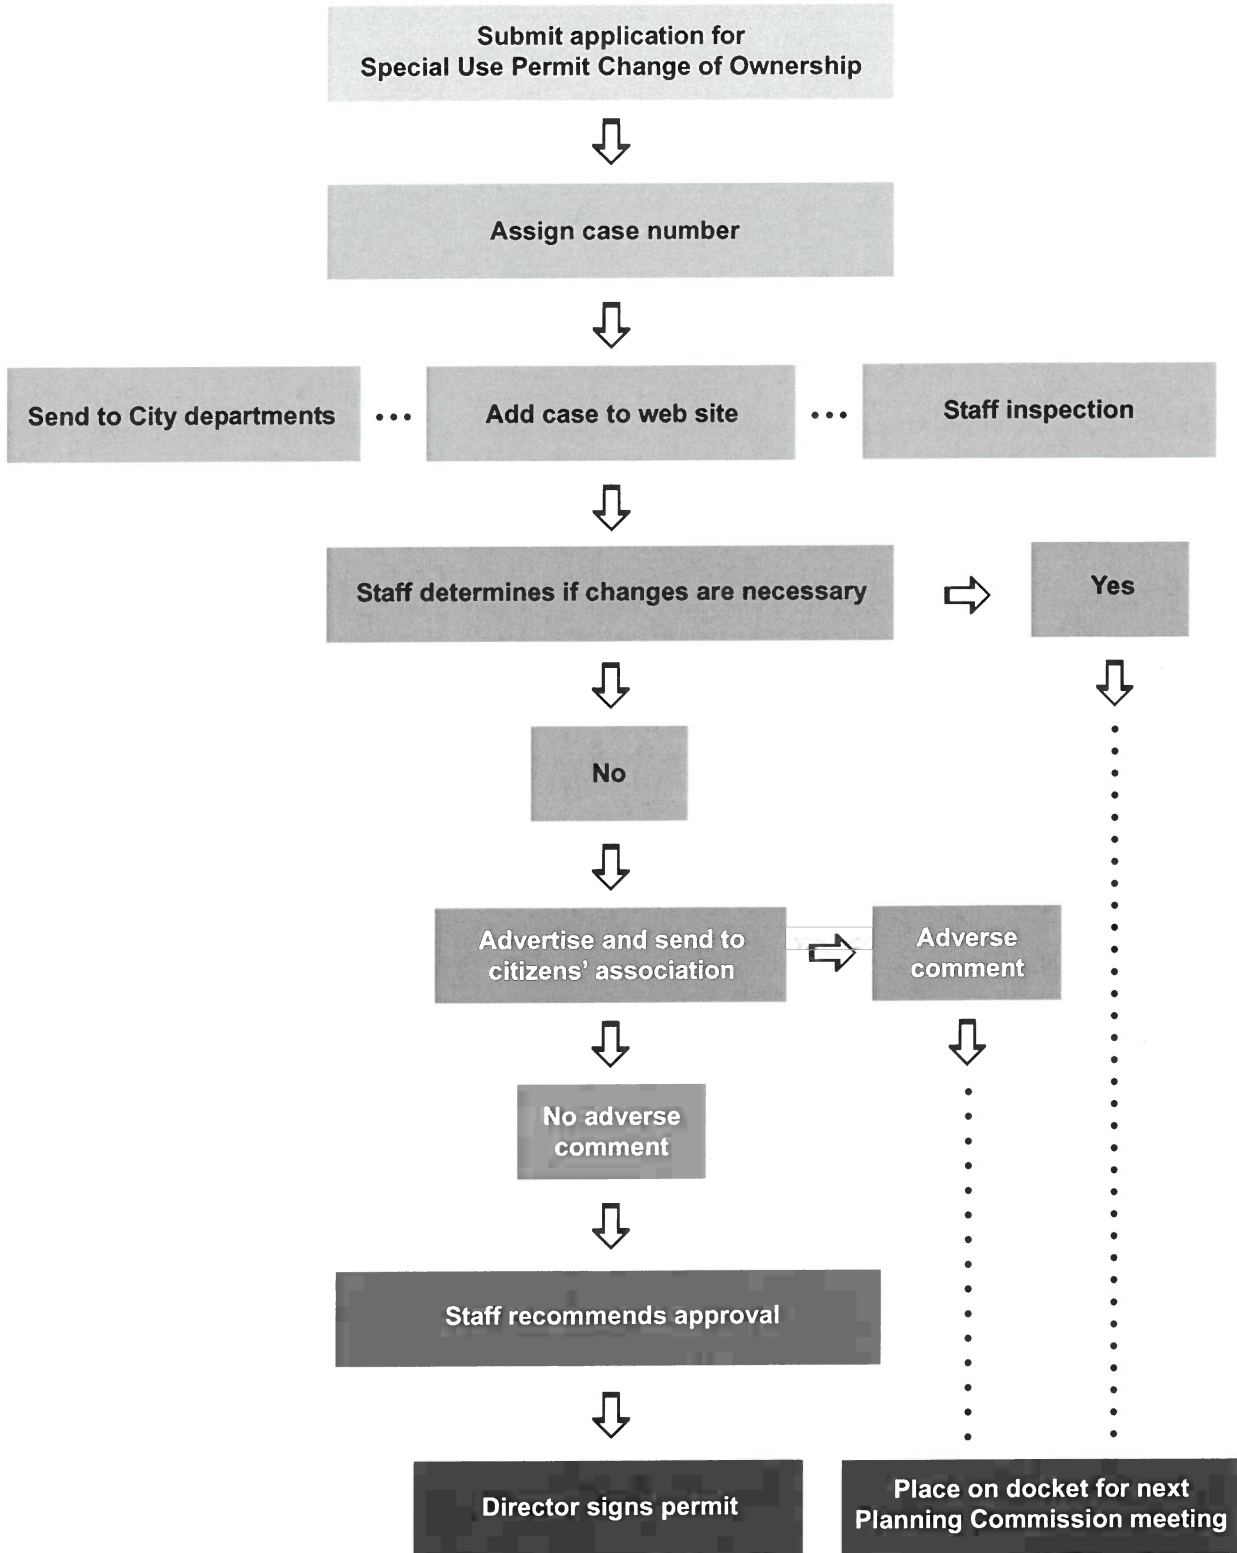 Submit application for
Special Use Permit Change of Ownership
Assign case number
Send to City departments ••• Add case to web site ••• Staff inspection
Staff determines if changes are necessary
Yes
No
Advertise and send to
citizens’ association
Adverse
comment
No adverse
comment
Staff recommends approval
Director signs permit
Place on docket for next
Planning Commission meeting